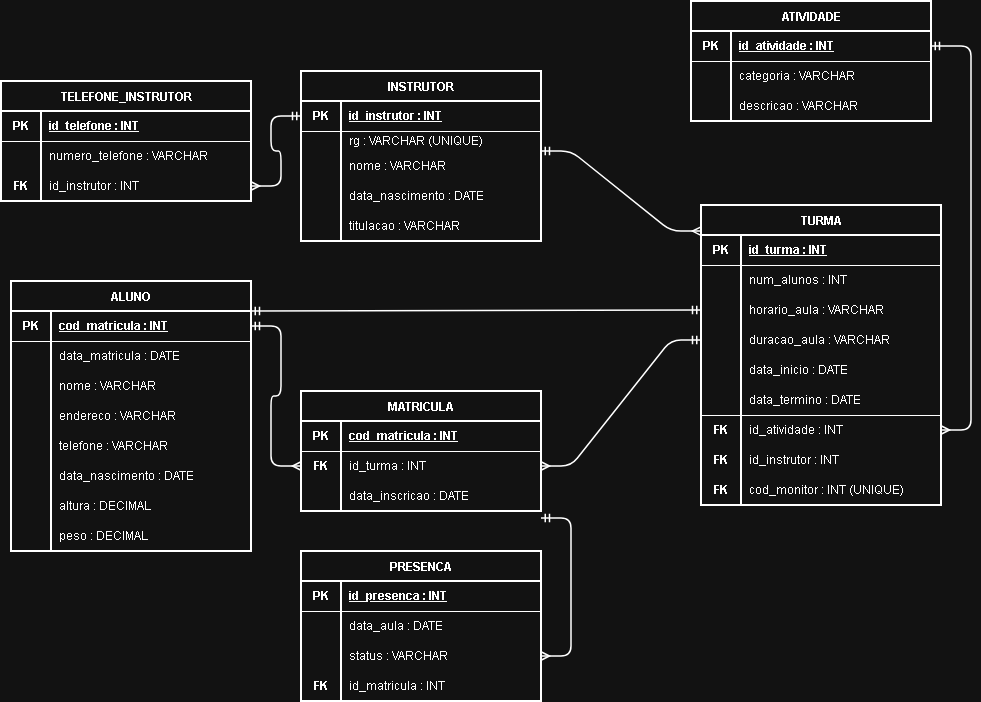 ATIVIDADE
PK id_atividade : INT
categoria : VARCHAR
descricao : VARCHAR
INSTRUTOR
PK id_instrutor : INT
rg : VARCHAR (UNIQUE)
nome : VARCHAR
data_nascimento : DATE
titulacao : VARCHAR
TELEFONE_INSTRUTOR
PK id_telefone : INT
numero_telefone : VARCHAR
FK id_instrutor : INT
TURMA
PK id_turma : INT
num_alunos : INT
horario_aula : VARCHAR
duracao_aula : VARCHAR
data_inicio : DATE
data_termino : DATE
FK id_atividade : INT
FK id_instrutor : INT
FK cod_monitor : INT (UNIQUE)
ALUNO
PK cod_matricula : INT
data_matricula : DATE
nome : VARCHAR
endereco : VARCHAR
telefone : VARCHAR
data_nascimento : DATE
altura : DECIMAL
peso : DECIMAL
MATRICULA
PK cod_matricula : INT
FK id_turma : INT
data_inscricao : DATE
PRESENCA
PK id_presenca : INT
data_aula : DATE
status : VARCHAR
FK id_matricula : INT